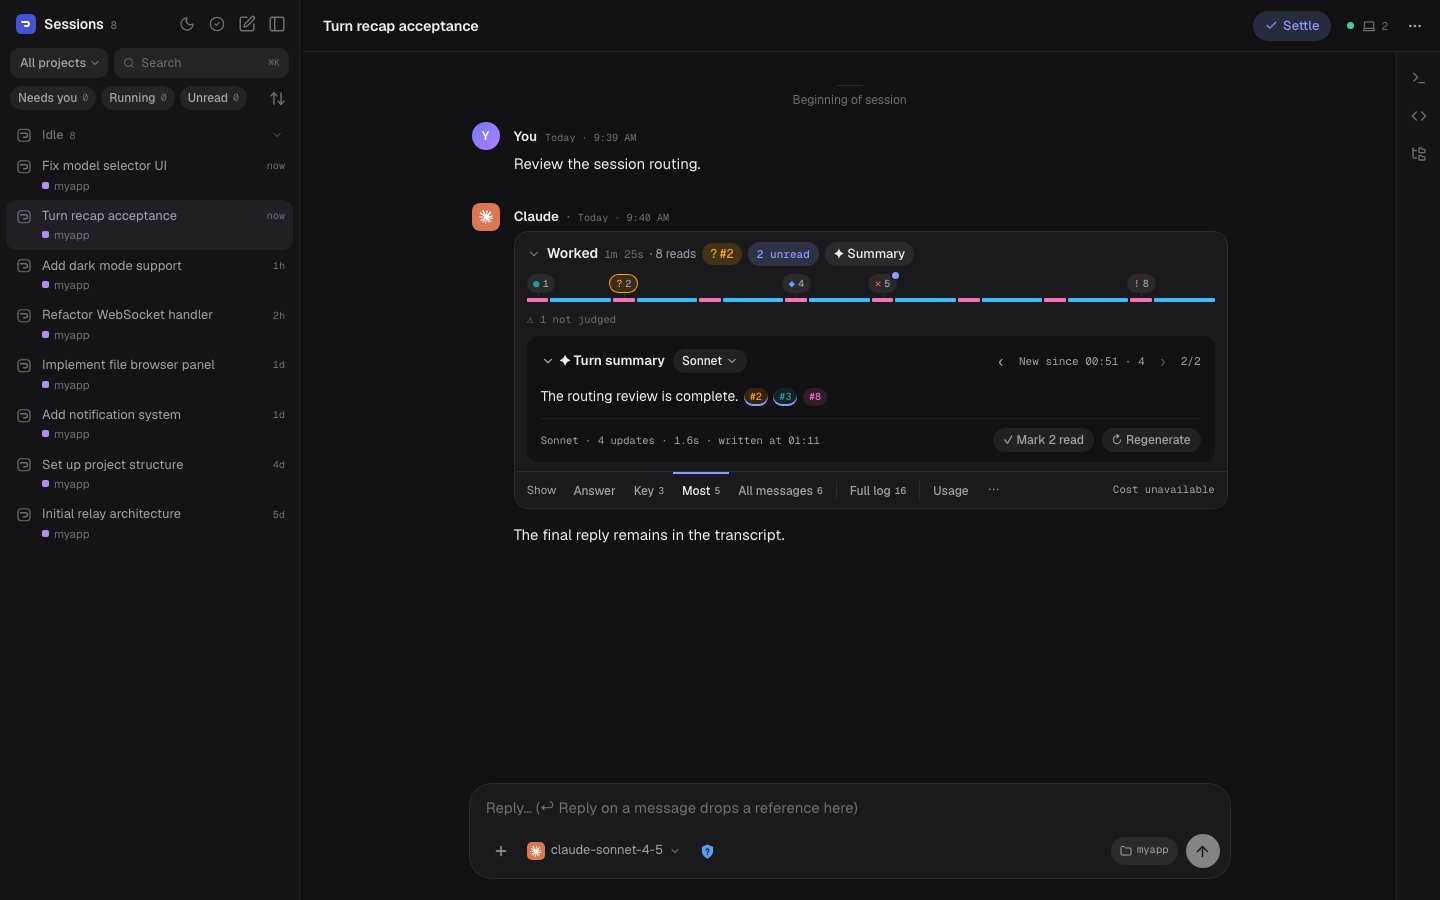 Sessions 8
All projects
Search ⌘K
Needs you 0
Running 0
Unread 0
Idle 8
Fix model selector UI now
myapp
Turn recap acceptance now
myapp
Add dark mode support 1h
myapp
Refactor WebSocket handler 2h
myapp
Implement file browser panel 1d
myapp
Add notification system 1d
myapp
Set up project structure 4d
myapp
Initial relay architecture 5d
myapp
Turn recap acceptance
Settle
2
Beginning of session
Y You Today · 9:39 AM
Review the session routing.
Claude · Today · 9:40 AM
Worked 1m 25s · 8 reads ? #2 2 unread ✦ Summary
1 ? 2 ◆ 4 × 5 ! 8
⚠ 1 not judged
✦ Turn summary Sonnet ‹ New since 00:51 · 4 › 2/2
The routing review is complete. #2 #3 #8
Sonnet · 4 updates · 1.6s · written at 01:11 ✓ Mark 2 read Regenerate
Show Answer Key 3 Most 5 All messages 6 Full log 16 Usage ··· Cost unavailable
The final reply remains in the transcript.
Reply... (↩ Reply on a message drops a reference here)
claude-sonnet-4-5
myapp